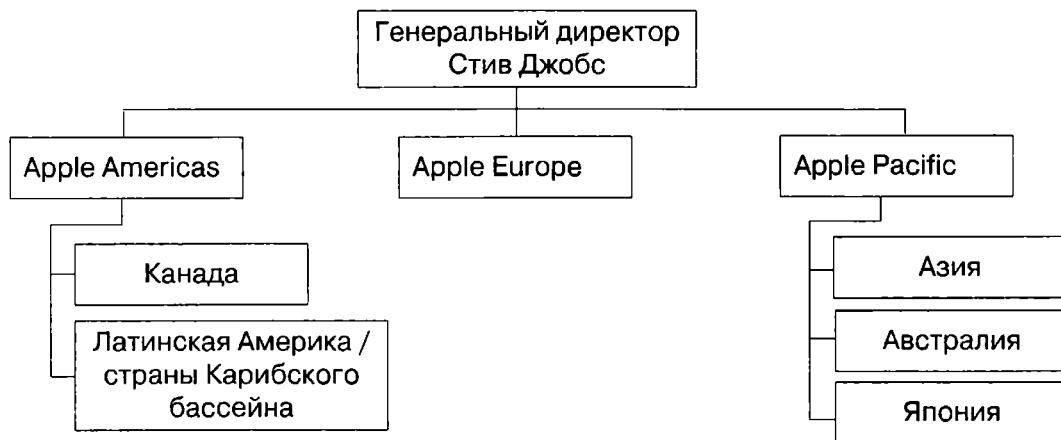 Генеральный директор
Стив Джобс
Apple Americas
Apple Europe
Apple Pacific
Канада
Латинская Америка /
страны Карибского
бассейна
Азия
Австралия
Япония